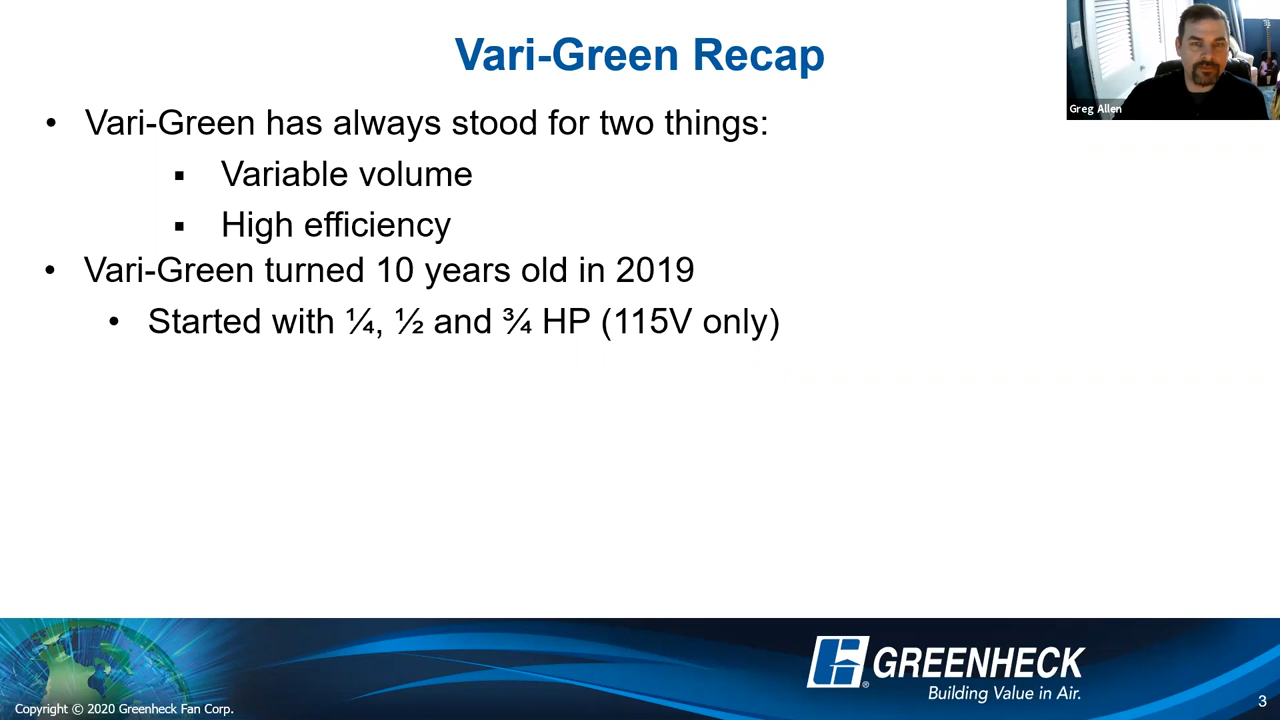 Vari-Green Recap
Greg Allen
• Vari-Green has always stood for two things:
▪ Variable volume
▪ High efficiency
• Vari-Green turned 10 years old in 2019
• Started with ¼, ½ and ¾ HP (115V only)
GREENHECK
®
Building Value in Air.
Copyright © 2020 Greenheck Fan Corp.
3